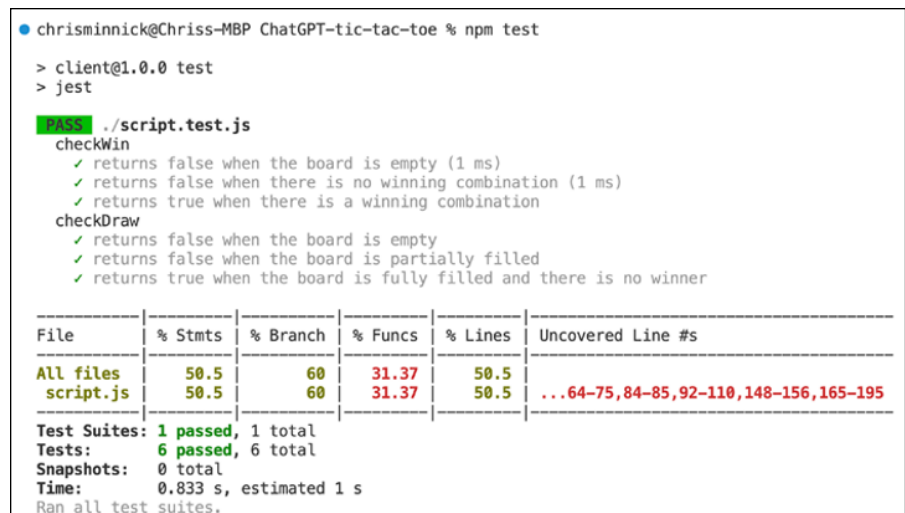 chrisminnick@Chriss-MBP ChatGPT-tic-tac-toe % npm test
> client@1.0.0 test
> jest
PASS ./script.test.js
checkWin
✓ returns false when the board is empty (1 ms)
✓ returns false when there is no winning combination (1 ms)
✓ returns true when there is a winning combination
checkDraw
✓ returns false when the board is empty
✓ returns false when the board is partially filled
✓ returns true when the board is fully filled and there is no winner
-----------|---------|----------|---------|---------|---------------------------------------
File | % Stmts | % Branch | % Funcs | % Lines | Uncovered Line #s
-----------|---------|----------|---------|---------|---------------------------------------
All files | 50.5 | 60 | 31.37 | 50.5 |
script.js | 50.5 | 60 | 31.37 | 50.5 | ...64-75,84-85,92-110,148-156,165-195
-----------|---------|----------|---------|---------|---------------------------------------
Test Suites: 1 passed, 1 total
Tests: 6 passed, 6 total
Snapshots: 0 total
Time: 0.833 s, estimated 1 s
Ran all test suites.